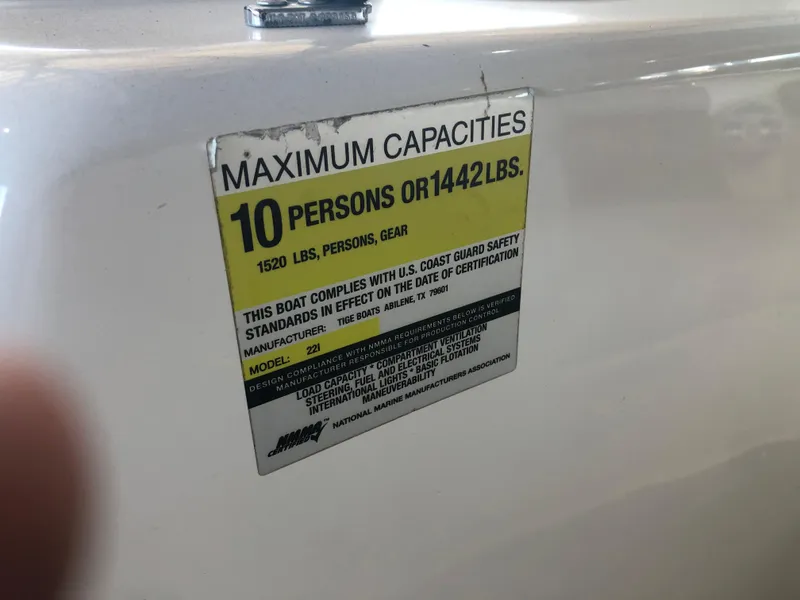 MAXIMUM CAPACITIES
10 PERSONS OR 1442 LBS.
1520 LBS, PERSONS, GEAR
THIS BOAT COMPLIES WITH U.S. COAST GUARD SAFETY
STANDARDS IN EFFECT ON THE DATE OF CERTIFICATION
MANUFACTURER: TIGE BOATS ABILENE, TX 79601
MODEL: 22I
DESIGN COMPLIANCE WITH NMMA REQUIREMENTS BELOW IS VERIFIED
MANUFACTURER RESPONSIBLE FOR PRODUCTION CONTROL
LOAD CAPACITY * COMPARTMENT VENTILATION
STEERING, FUEL AND ELECTRICAL SYSTEMS
INTERNATIONAL LIGHTS * BASIC FLOTATION
MANEUVERABILITY
NMMA ™
CERTIFIED
NATIONAL MARINE MANUFACTURERS ASSOCIATION